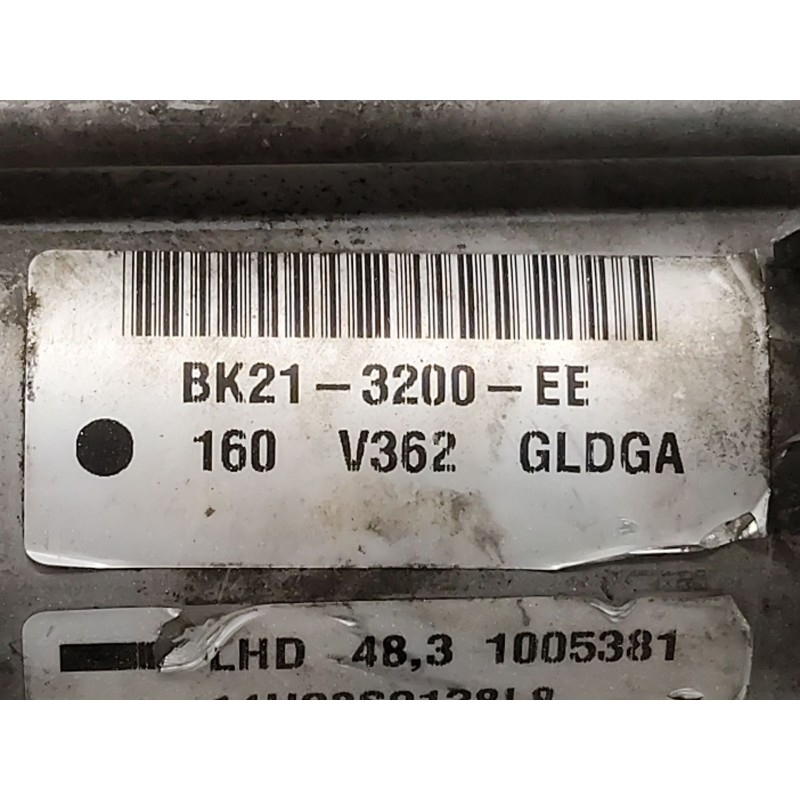 BK21-3200-EE
160 V362 GLDGA
LHD 48,3 1005381